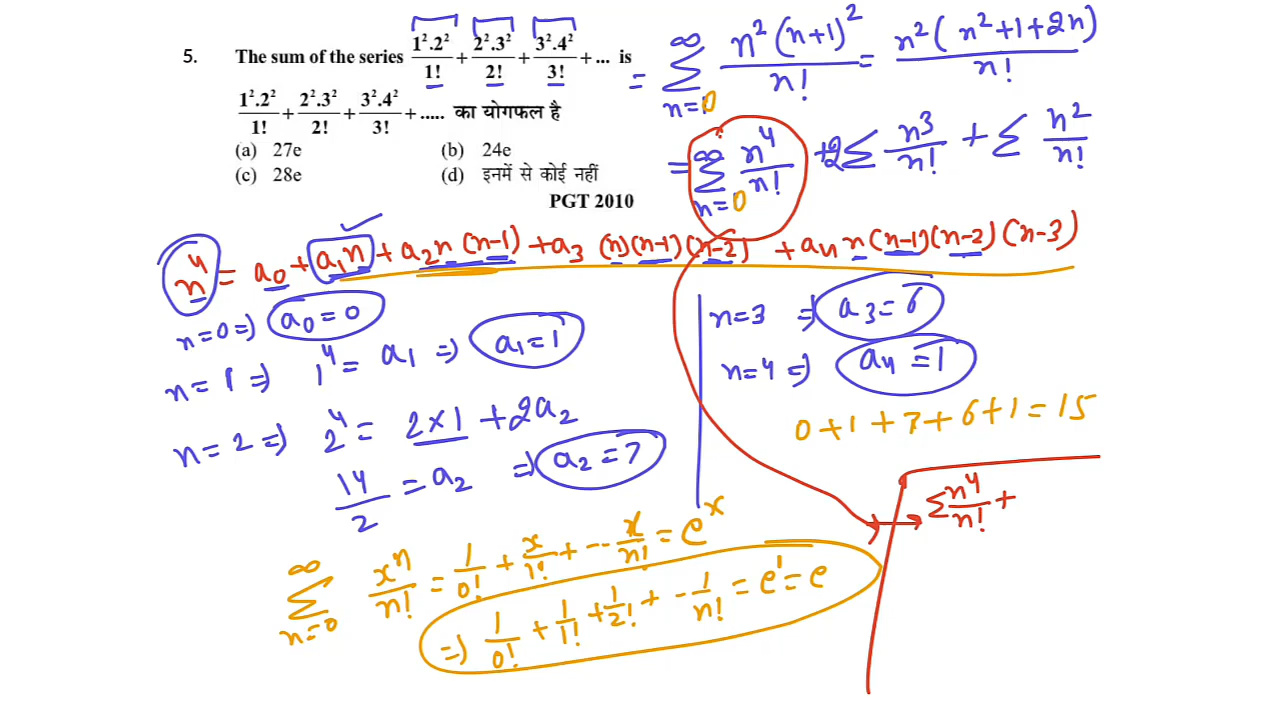 5. The sum of the series 1².2²/1! + 2².3²/2! + 3².4²/3! + ... is
1².2²/1! + 2².3²/2! + 3².4²/3! + ..... का योगफल है
(a) 27e (b) 24e
(c) 28e (d) इनमें से कोई नहीं
PGT 2010
= ∞ Σ n=0 n²(n+1)²/n! = n²(n²+1+2n)/n!
= ∞ Σ n=0 n⁴/n! + 2Σ n³/n! + Σ n²/n!
n⁴ = a₀ + a₁n + a₂n(n-1) + a₃ (n)(n-1)(n-2) + a₄ n(n-1)(n-2)(n-3)
n=0 ⇒ a₀=0
n=1 ⇒ 1⁴ = a₁ ⇒ a₁=1
n=2 ⇒ 2⁴ = 2×1 + 2a₂
14/2 = a₂ ⇒ a₂=7
n=3 ⇒ a₃=6
n=4 ⇒ a₄=1
0+1+7+6+1=15
Σn⁴/n! +
∞ Σ n=0 xⁿ/n! = 1/0! + x/1! + -- x/n! = eˣ
⇒ 1/0! + 1/1! + 1/2! + - 1/n! = e¹ = e